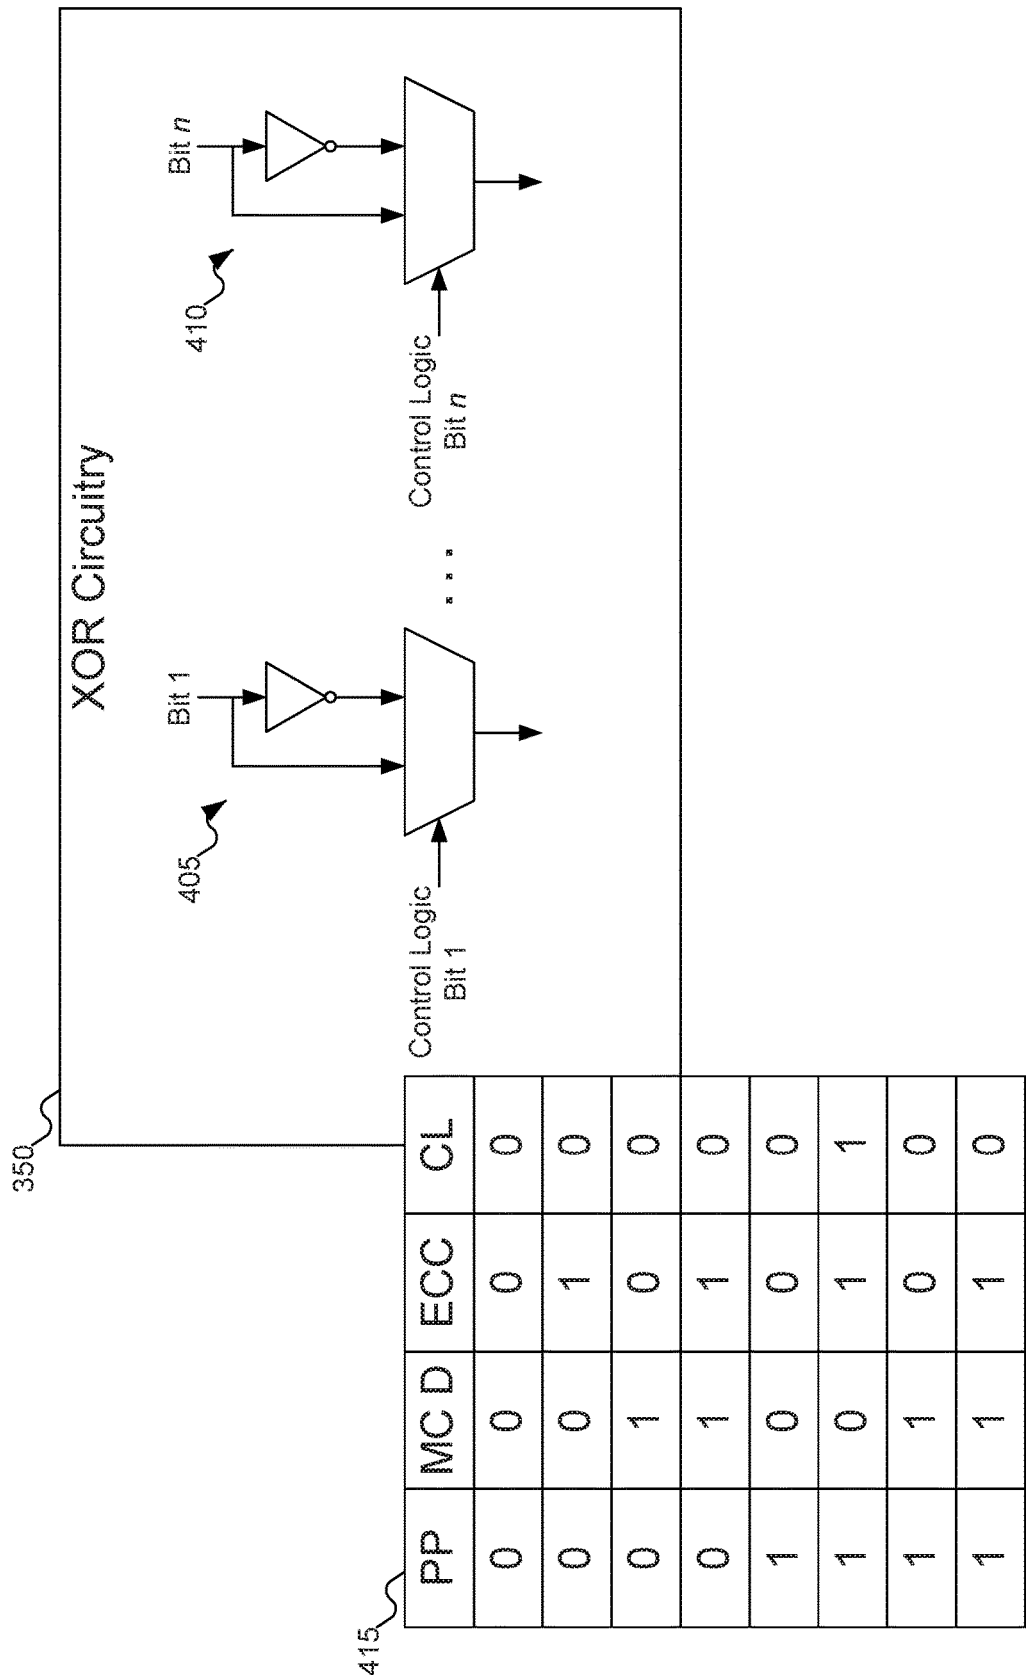 350
XOR Circuitry
405
Bit 1
410
Bit n
Control Logic
Bit 1
...
Control Logic
Bit n
415
PP MC D ECC CL
0 0 0 0
0 0 1 0
0 1 0 0
0 1 1 0
1 0 0 0
1 0 1 1
1 1 0 0
1 1 1 0